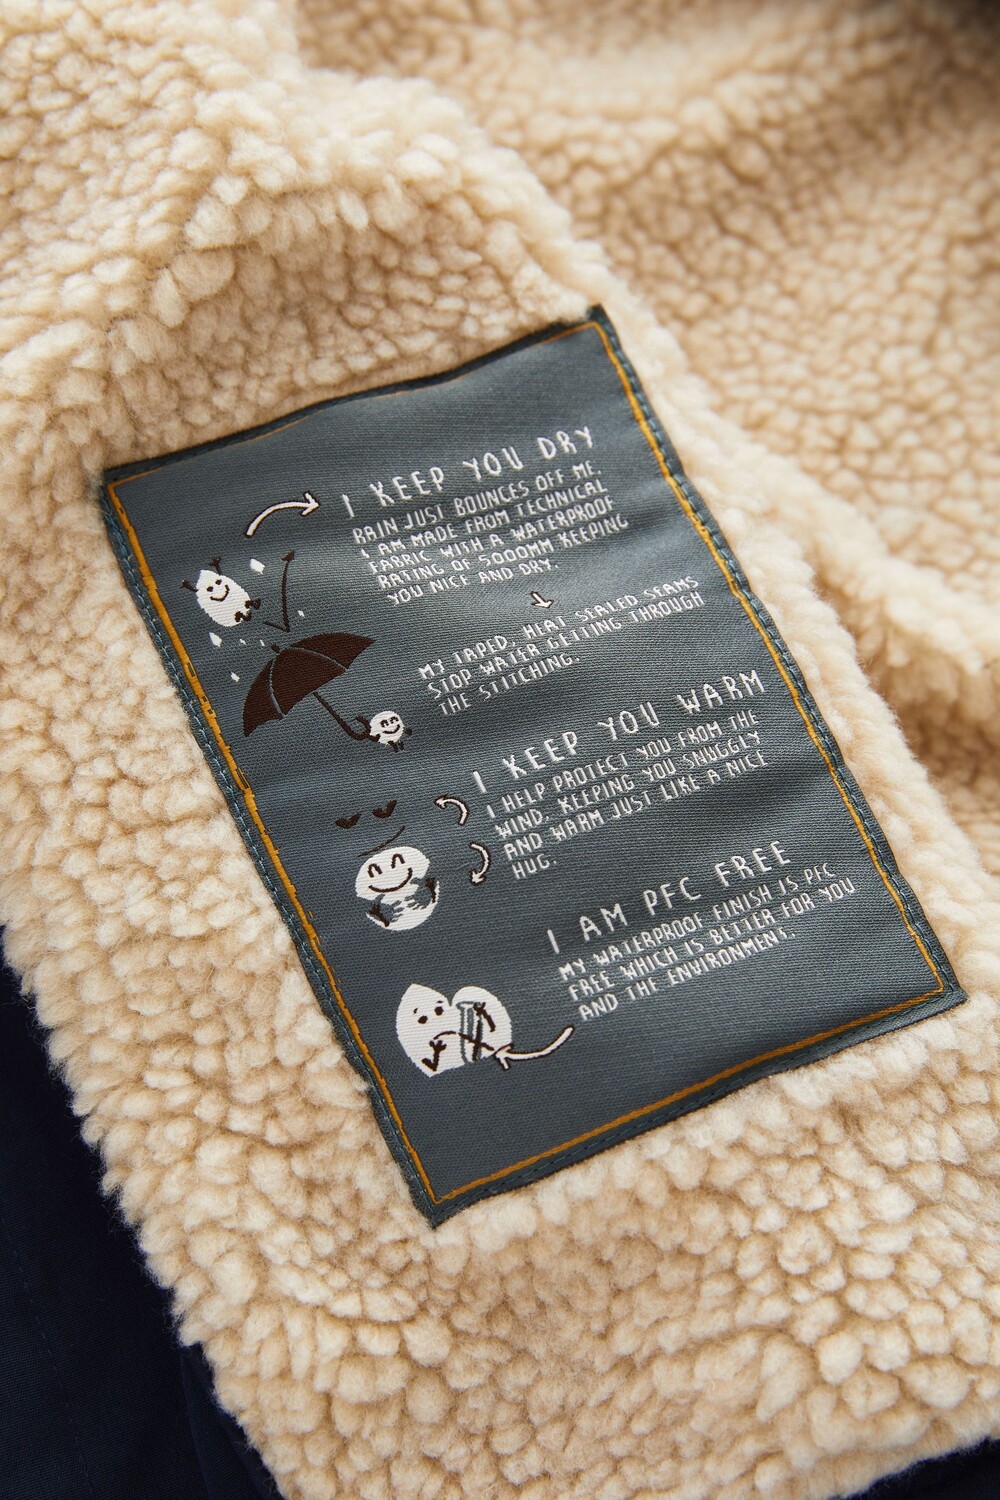 I KEEP YOU DRY
RAIN JUST BOUNCES OFF ME.
I AM MADE FROM TECHNICAL
FABRIC WITH A WATERPROOF
RATING OF 5000MM KEEPING
YOU NICE AND DRY.
MY TAPED, HEAT SEALED SEAMS
STOP WATER GETTING THROUGH
THE STITCHING.
I KEEP YOU WARM
I HELP PROTECT YOU FROM THE
WIND, KEEPING YOU SNUGGLY
AND WARM JUST LIKE A NICE
HUG.
I AM PFC FREE
MY WATERPROOF FINISH IS PFC
FREE WHICH IS BETTER FOR YOU
AND THE ENVIRONMENT.